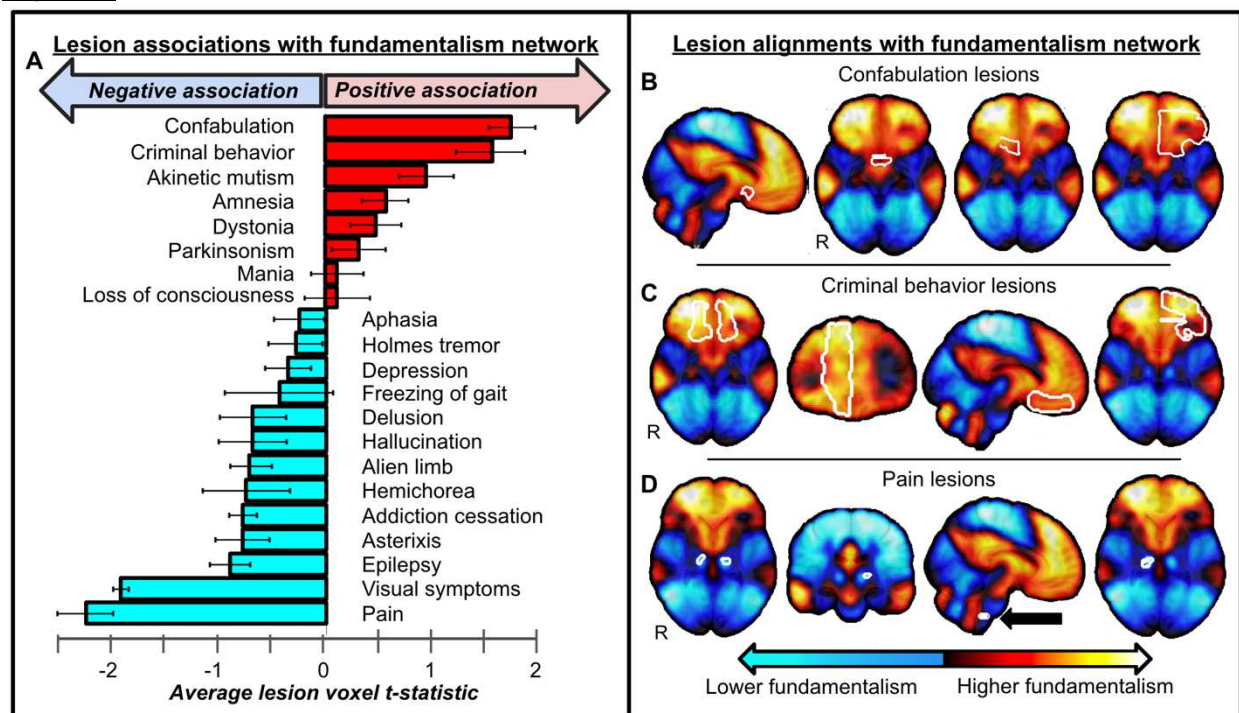 Lesion associations with fundamentalism network
A
Negative association
Positive association
Confabulation
Criminal behavior
Akinetic mutism
Amnesia
Dystonia
Parkinsonism
Mania
Loss of consciousness
Aphasia
Holmes tremor
Depression
Freezing of gait
Delusion
Hallucination
Alien limb
Hemichorea
Addiction cessation
Asterixis
Epilepsy
Visual symptoms
Pain
-2 -1 0 1 2
Average lesion voxel t-statistic
Lesion alignments with fundamentalism network
B
Confabulation lesions
R
C
Criminal behavior lesions
R
D
Pain lesions
R
Lower fundamentalism
Higher fundamentalism